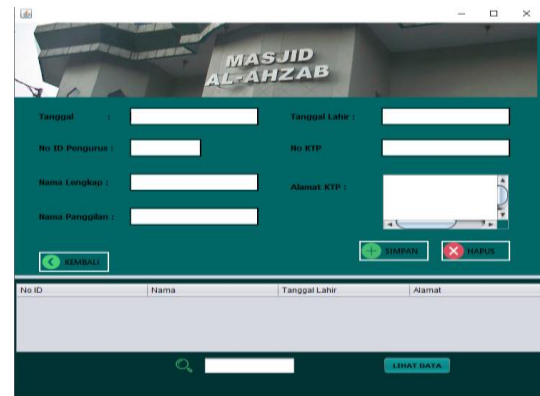 MASJID
AL-AHZAB
Tanggal :
Tanggal Lahir :
No ID Pengurus :
No KTP
Nama Lengkap :
Alamat KTP :
Nama Panggilan :
SIMPAN
HAPUS
KEMBALI
No ID Nama Tanggal Lahir Alamat
LIHAT DATA